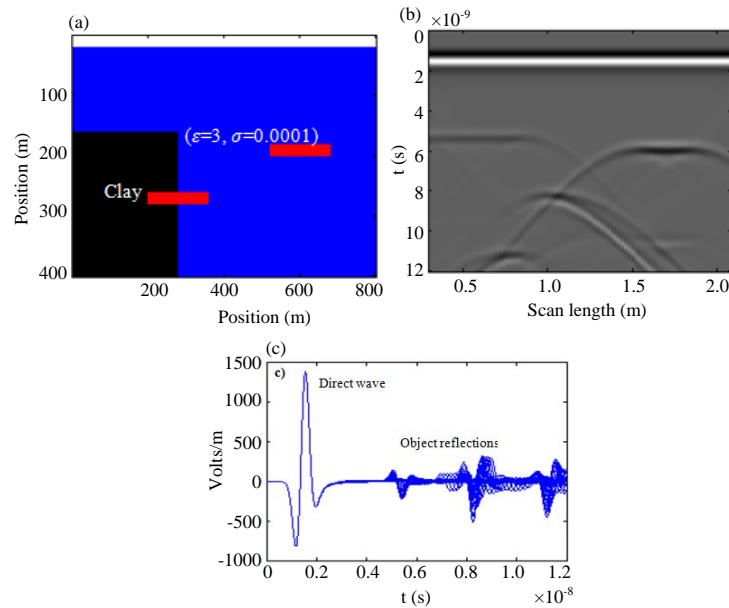 (a)
Position (m)
100
200
300
400
(ε=3, σ=0.0001)
Clay
200
400
600
800
Position (m)
(b)
×10⁻⁹
t (s)
0
2
4
6
8
10
12
0.5
1.0
1.5
2.0
Scan length (m)
(c)
c)
Volts/m
1500
1000
500
0
-500
-1000
Direct wave
Object reflections
0
0.2
0.4
0.6
0.8
1.0
1.2
×10⁻⁸
t (s)